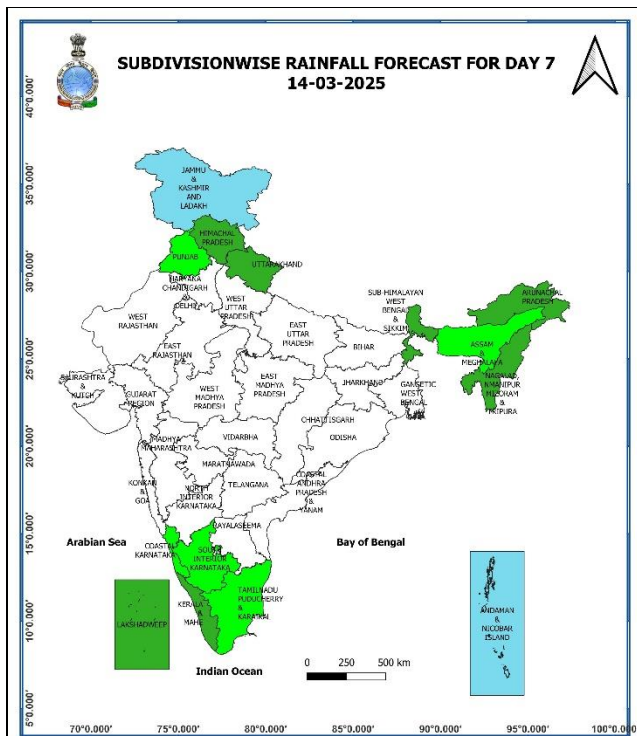 SUBDIVISIONWISE RAINFALL FORECAST FOR DAY 7
14-03-2025
40°0.000'
35°0.000'
30°0.000'
25°0.000'
20°0.000'
15°0.000'
10°0.000'
5°0.000'
JAMMU
&
KASHMIR
AND
LADAKH
HIMACHAL
PRADESH
PUNJAB
UTTARAKHAND
HARYAKA
CHANDIGARH
&
DELHI
WEST
RAJASTHAN
WEST
UTTAR
PRADESH
EAST
UTTAR
PRADESH
EAST
RAJASTHAN
SUB-HIMALAYAN
WEST
BENGAL
&
SIKKIM
ARUNACHAL
PRADESH
ASSAM
&
MEGHALAYA
MIZORAM
&
TRIPURA
BIHAR
SAURASHTRA
&
KUTCH
GUJARAT
REGION
WEST
MADHYA
PRADESH
EAST
MADHYA
PRADESH
JHARKHAND
GANGETIC
WEST
BENGAL
CHHATTISGARH
ODISHA
MADHYA
MAHARASHTRA
VIDARBHA
MARATHAWADA
TELANGANA
KONKAN
&
GOA
NORTH
INTERIOR
KARNATAKA
COASTAL
ANDHRA
PRADESH
&
YANAM
RAYALASEEMA
Arabian Sea
Bay of Bengal
COASTAL
KARNATAKA
SOUTH
INTERIOR
KARNATAKA
TAMILNADU
PUDUCHERRY
&
KARAIKAL
KERALA
&
MAHE
LAKSHADWEEP
ANDAMAN
&
NICOBAR
ISLAND
Indian Ocean
0 250 500 km
70°0.000' 75°0.000' 80°0.000' 85°0.000' 90°0.000' 95°0.000' 100°0.000'